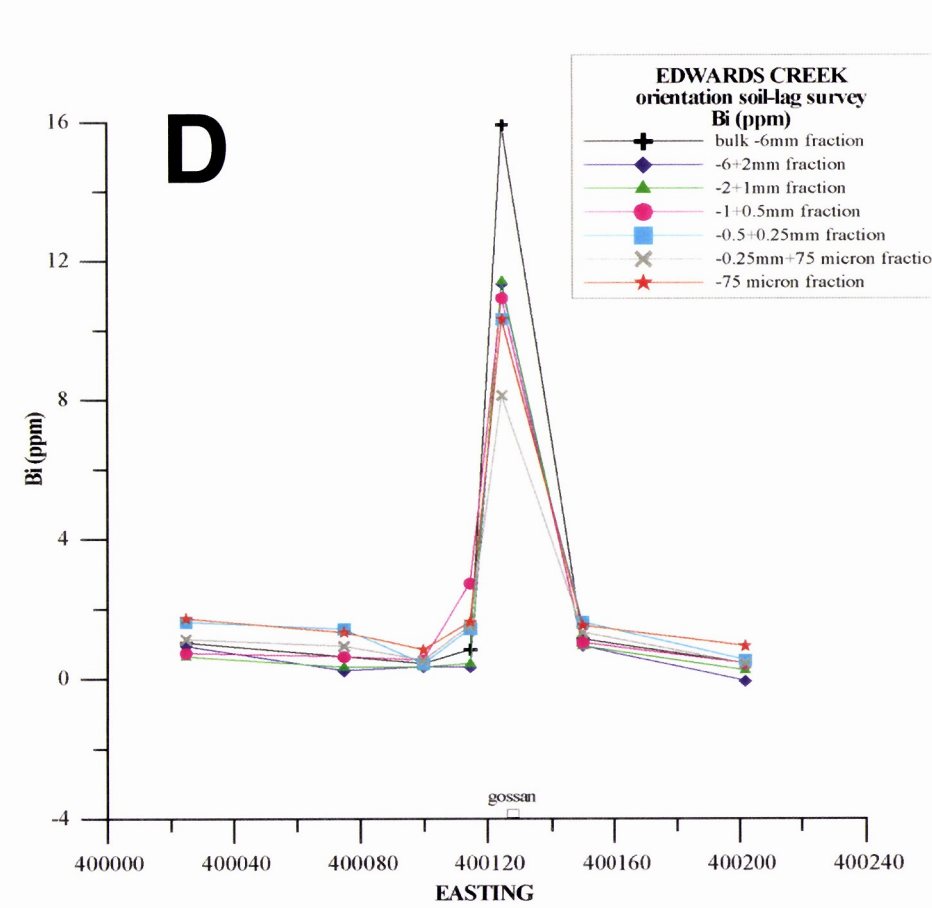 D
EDWARDS CREEK
orientation soil-lag survey
Bi (ppm)
bulk -6mm fraction
-6+2mm fraction
-2+1mm fraction
-1+0.5mm fraction
-0.5+0.25mm fraction
-0.25mm+75 micron fractio
-75 micron fraction
16
12
8
4
0
-4
Bi (ppm)
gossan
400000 400040 400080 400120 400160 400200 400240
EASTING